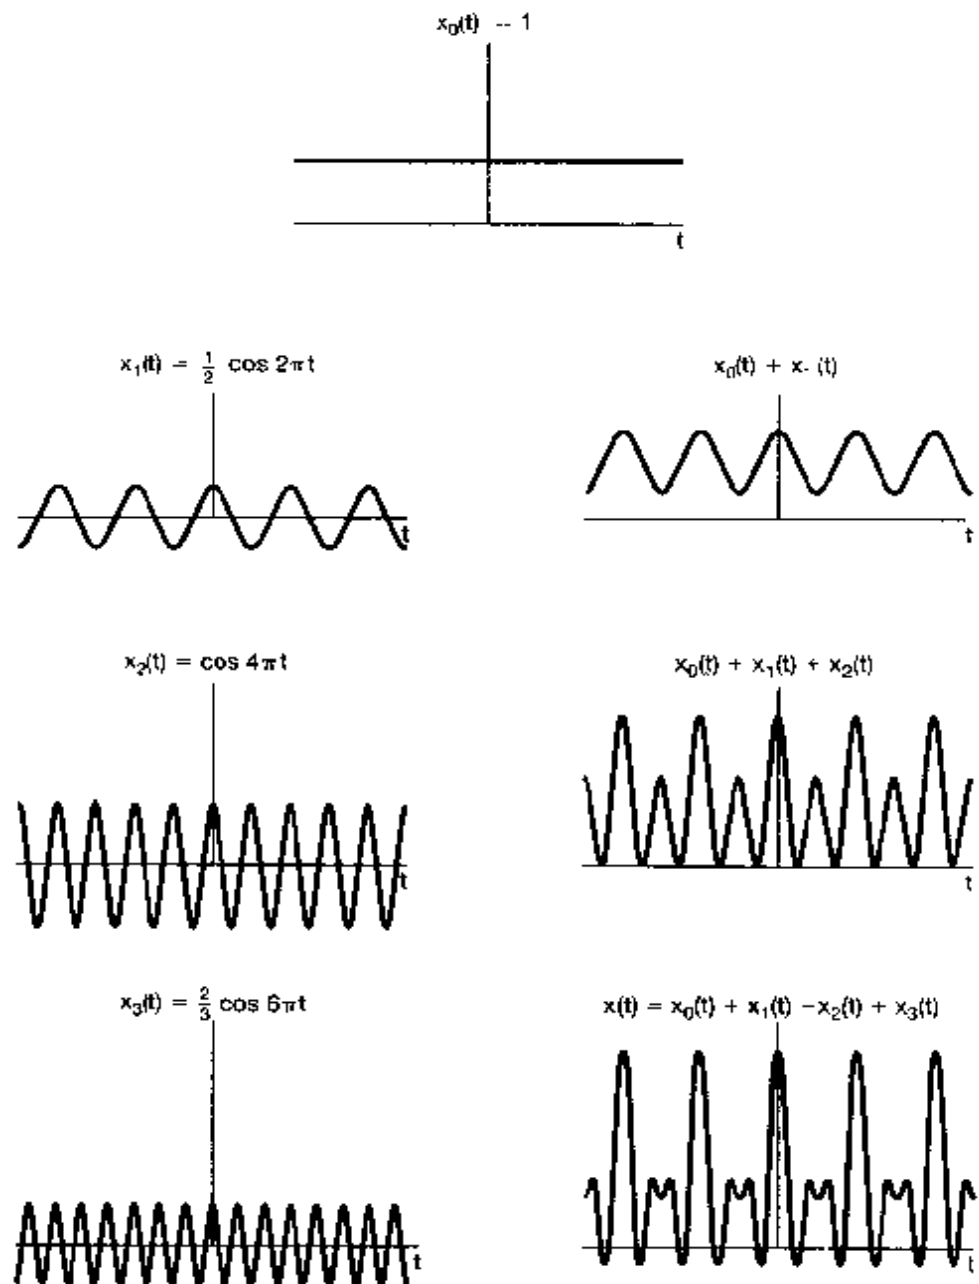 x₀(t) -- 1
t
x₁(t) = 1/2 cos 2πt
t
x₀(t) + x- (t)
t
x₂(t) = cos 4πt
t
x₀(t) + x₁(t) + x₂(t)
t
x₃(t) = 2/3 cos 6πt
t
x(t) = x₀(t) + x₁(t) -x₂(t) + x₃(t)
t